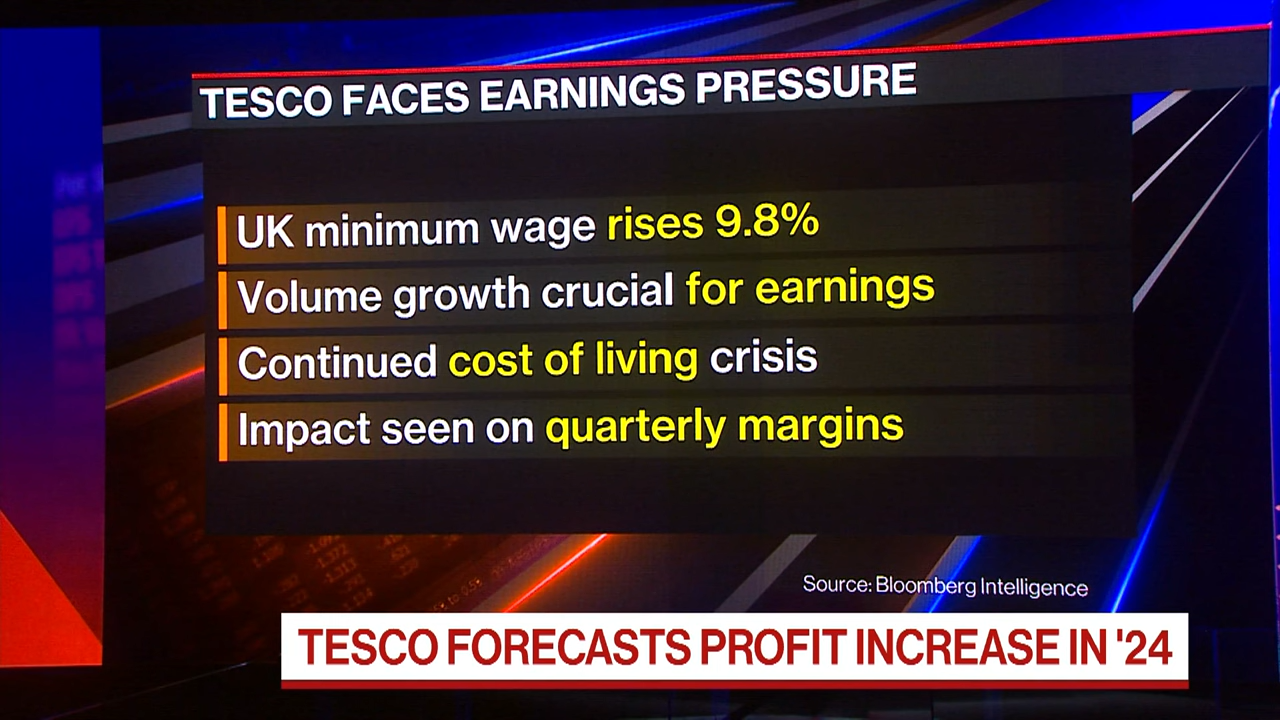 TESCO FACES EARNINGS PRESSURE
UK minimum wage rises 9.8%
Volume growth crucial for earnings
Continued cost of living crisis
Impact seen on quarterly margins
Source: Bloomberg Intelligence
TESCO FORECASTS PROFIT INCREASE IN '24